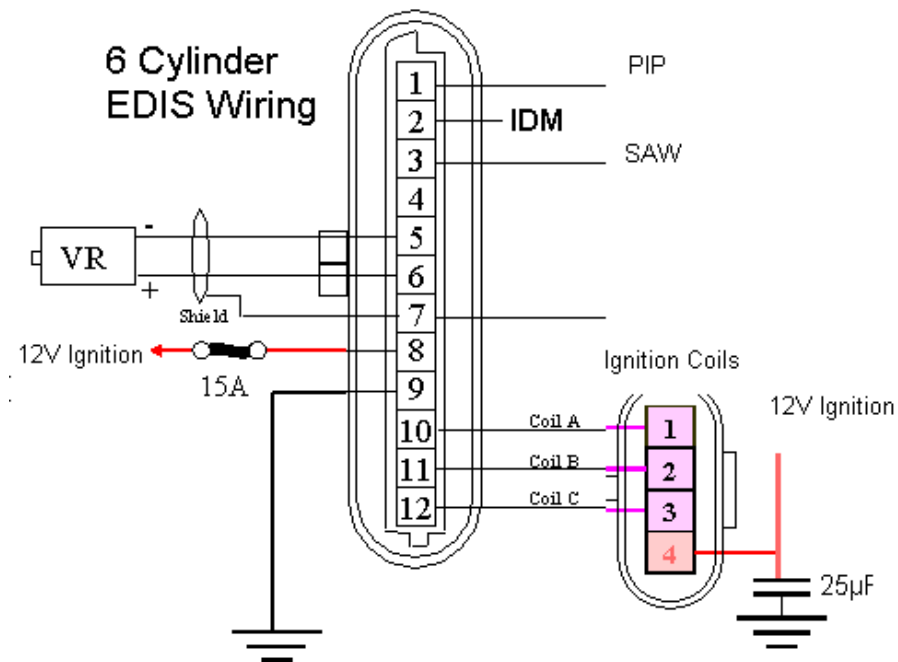 6 Cylinder
EDIS Wiring
1
PIP
2
IDM
3
SAW
4
-
5
VR
6
+
Shield
7
12V Ignition
8
15A
9
Ignition Coils
12V Ignition
10
Coil A
1
11
Coil B
2
12
Coil C
3
4
25µF